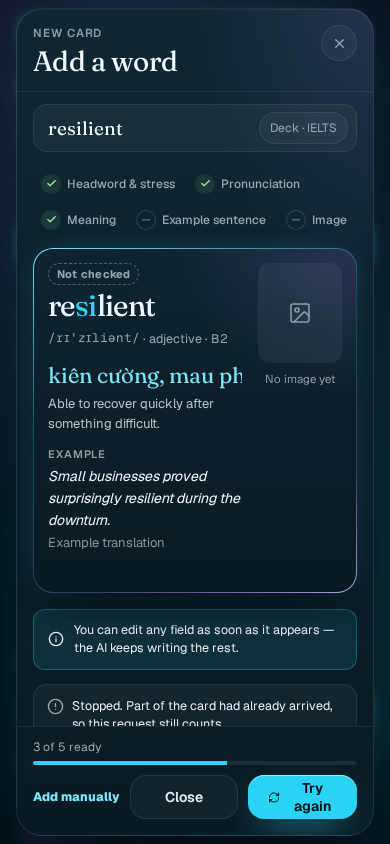 NEW CARD
Add a word
resilient
Deck · IELTS
Headword & stress
Pronunciation
Meaning
Example sentence
Image
Not checked
resilient
/rɪˈzɪliənt/ · adjective · B2
kiên cường, mau ph
No image yet
Able to recover quickly after
something difficult.
EXAMPLE
Small businesses proved
surprisingly resilient during the
downturn.
Example translation
You can edit any field as soon as it appears —
the AI keeps writing the rest.
Stopped. Part of the card had already arrived,
so this request still counts
3 of 5 ready
Add manually
Close
Try
again